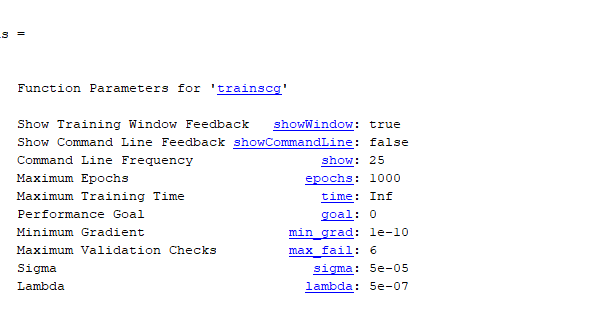 s =
Function Parameters for 'trainscg'
Show Training Window Feedback showWindow: true
Show Command Line Feedback showCommandLine: false
Command Line Frequency show: 25
Maximum Epochs epochs: 1000
Maximum Training Time time: Inf
Performance Goal goal: 0
Minimum Gradient min_grad: 1e-10
Maximum Validation Checks max_fail: 6
Sigma sigma: 5e-05
Lambda lambda: 5e-07